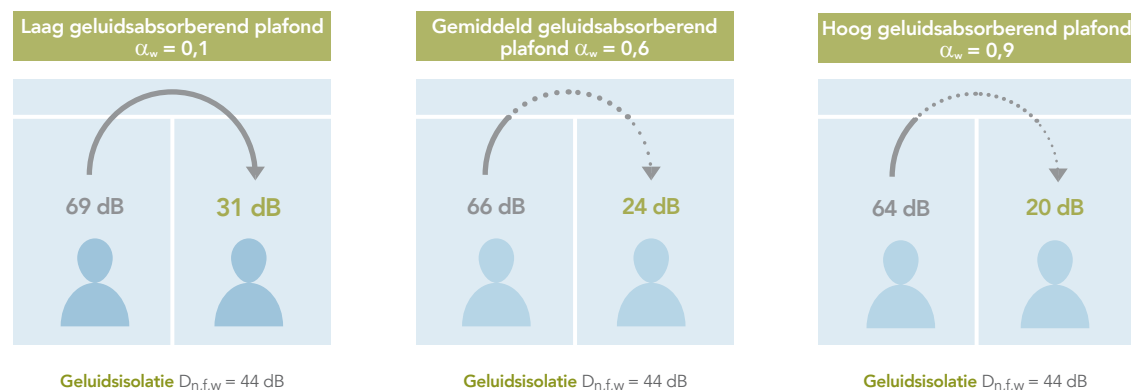 Laag geluidsabsorberend plafond
αw = 0,1
69 dB
31 dB
Geluidsisolatie Dn,f,w = 44 dB
Gemiddeld geluidsabsorberend
plafond αw = 0,6
66 dB
24 dB
Geluidsisolatie Dn,f,w = 44 dB
Hoog geluidsabsorberend plafond
αw = 0,9
64 dB
20 dB
Geluidsisolatie Dn,f,w = 44 dB